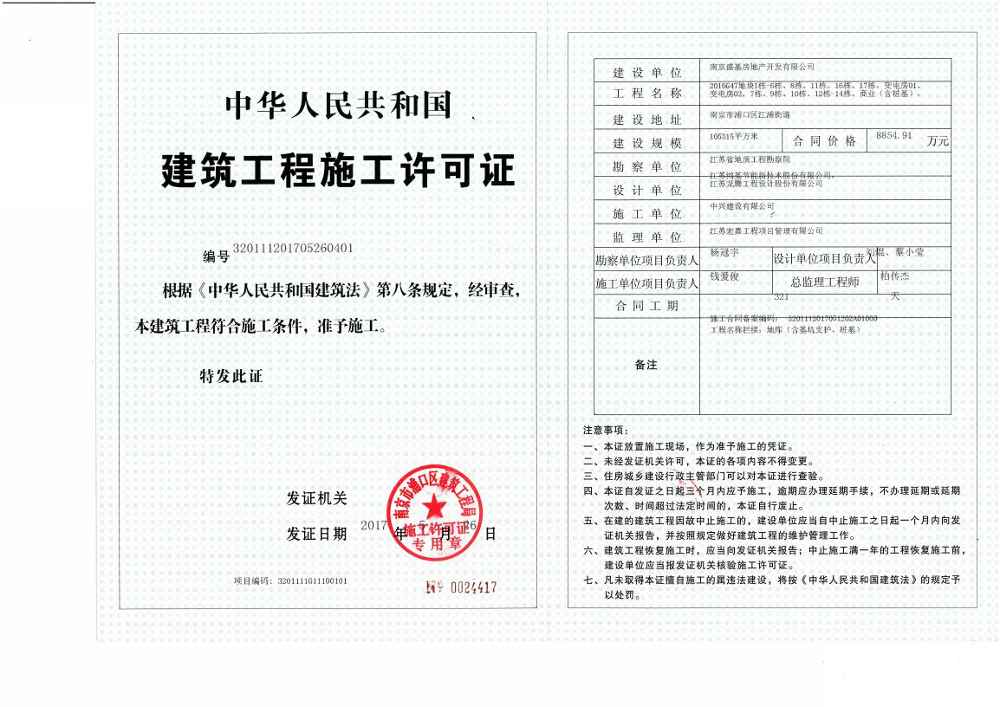 中华人民共和国
建筑工程施工许可证
编号 320111201705260401
根据《中华人民共和国建筑法》第八条规定，经审查，
本建筑工程符合施工条件，准予施工。
特发此证
发证机关
发证日期 2017 年 5 月 26 日
南京市浦口区建筑工程局
施工许可证
专用章
项目编码：3201111611100101
№ 0024417
建设单位 南京盛基房地产开发有限公司
工程名称 2016G47地块1栋-6栋、8栋、11栋、16栋、17栋、变电房01、
变电房02，7栋、9栋、10栋、12栋-14栋、商业（含桩基），
建设地址 南京市浦口区江浦街道
建设规模 105315平方米 合同价格 8854.91 万元
勘察单位 江苏省地质工程勘察院
设计单位 江苏鸿基节能新技术股份有限公司、
江苏龙腾工程设计股份有限公司
施工单位 中兴建设有限公司
监理单位 江苏宏嘉工程项目管理有限公司
勘察单位项目负责人 杨冠宇 设计单位项目负责人 刘焜、蔡小莹
施工单位项目负责人 钱爱俊 总监理工程师 柏传杰
合同工期 321 天
备注 施工合同备案编码： 3201112017051202A01000
工程名称栏续：地库（含基坑支护、桩基）
注意事项：
一、本证放置施工现场，作为准予施工的凭证。
二、未经发证机关许可，本证的各项内容不得变更。
三、住房城乡建设行政主管部门可以对本证进行查验。
四、本证自发证之日起三个月内应予施工，逾期应办理延期手续，不办理延期或延期
次数、时间超过法定时间的，本证自行废止。
五、在建的建筑工程因故中止施工的，建设单位应当自中止施工之日起一个月内向发
证机关报告，并按照规定做好建筑工程的维护管理工作。
六、建筑工程恢复施工时，应当向发证机关报告；中止施工满一年的工程恢复施工前，
建设单位应当报发证机关核验施工许可证。
七、凡未取得本证擅自施工的属违法建设，将按《中华人民共和国建筑法》的规定予
以处罚。